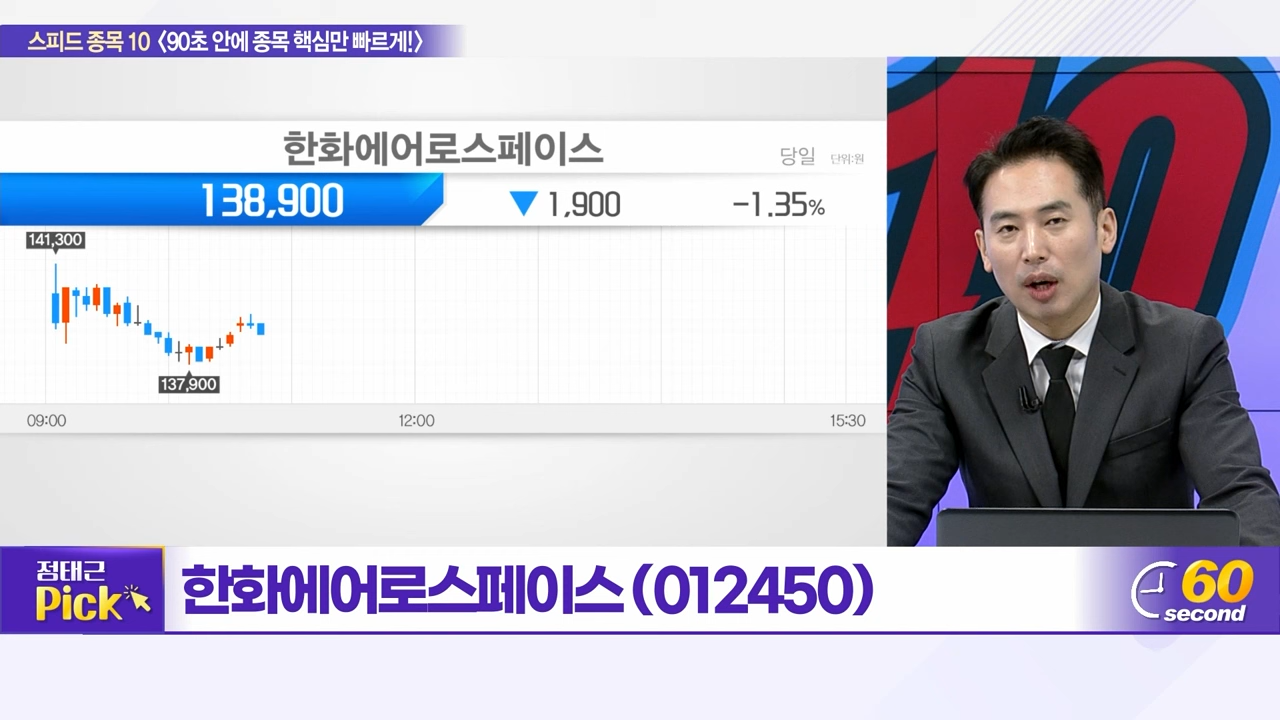 스피드 종목 10 〈90초 안에 종목 핵심만 빠르게!〉
한화에어로스페이스
당일 단위:원
138,900 ▼ 1,900 -1.35%
141,300
137,900
09:00 12:00 15:30
10
정태근
Pick
한화에어로스페이스(012450)
60
second